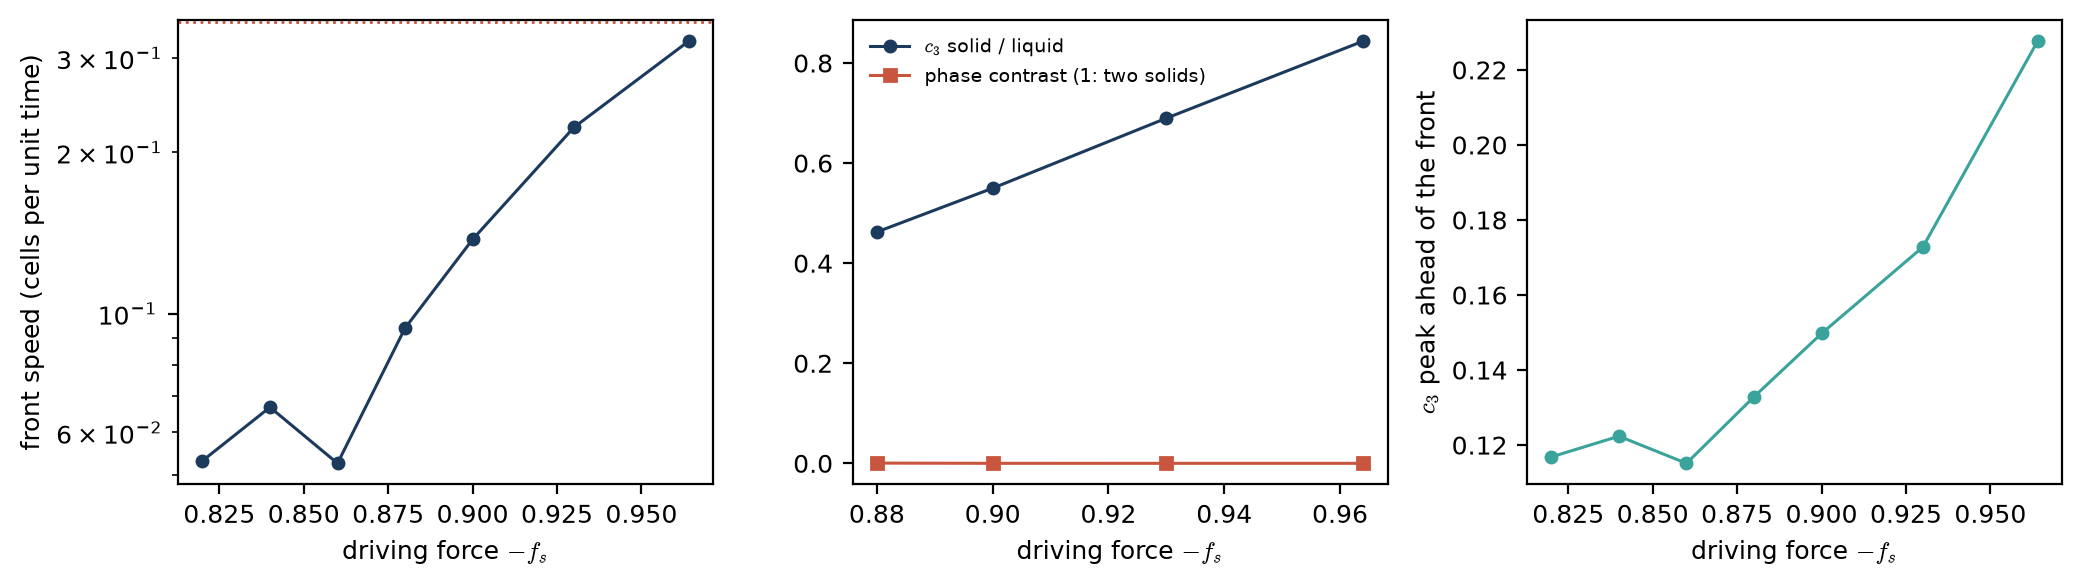 front speed (cells per unit time)
3 × 10⁻¹
2 × 10⁻¹
10⁻¹
6 × 10⁻²
0.825 0.850 0.875 0.900 0.925 0.950
driving force −fₛ
c₃ solid / liquid
phase contrast (1: two solids)
0.8
0.6
0.4
0.2
0.0
0.88 0.90 0.92 0.94 0.96
driving force −fₛ
c₃ peak ahead of the front
0.22
0.20
0.18
0.16
0.14
0.12
0.825 0.850 0.875 0.900 0.925 0.950
driving force −fₛ